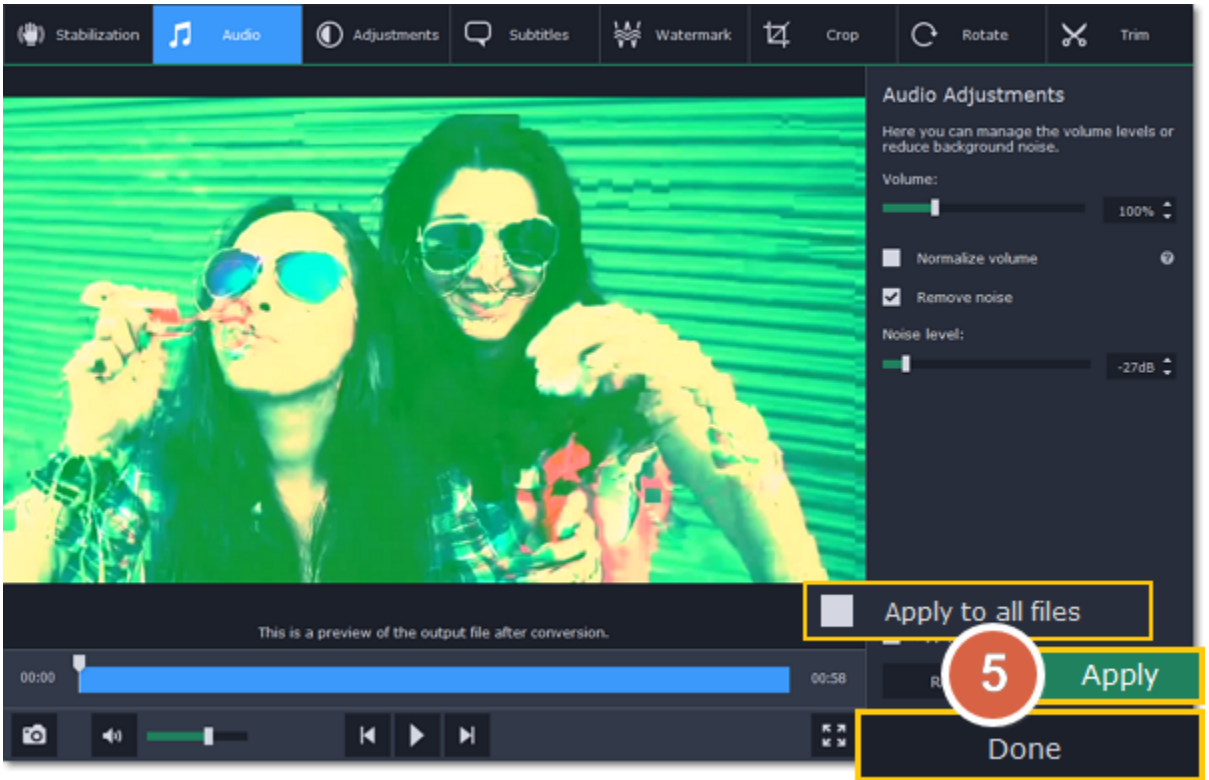 Stabilization
Audio
Adjustments
Subtitles
Watermark
Crop
Rotate
Trim
Audio Adjustments
Here you can manage the volume levels or
reduce background noise.
Volume:
100%
Normalize volume
Remove noise
Noise level:
-27dB
Apply to all files
This is a preview of the output file after conversion.
00:00
00:58
5
Apply
Done